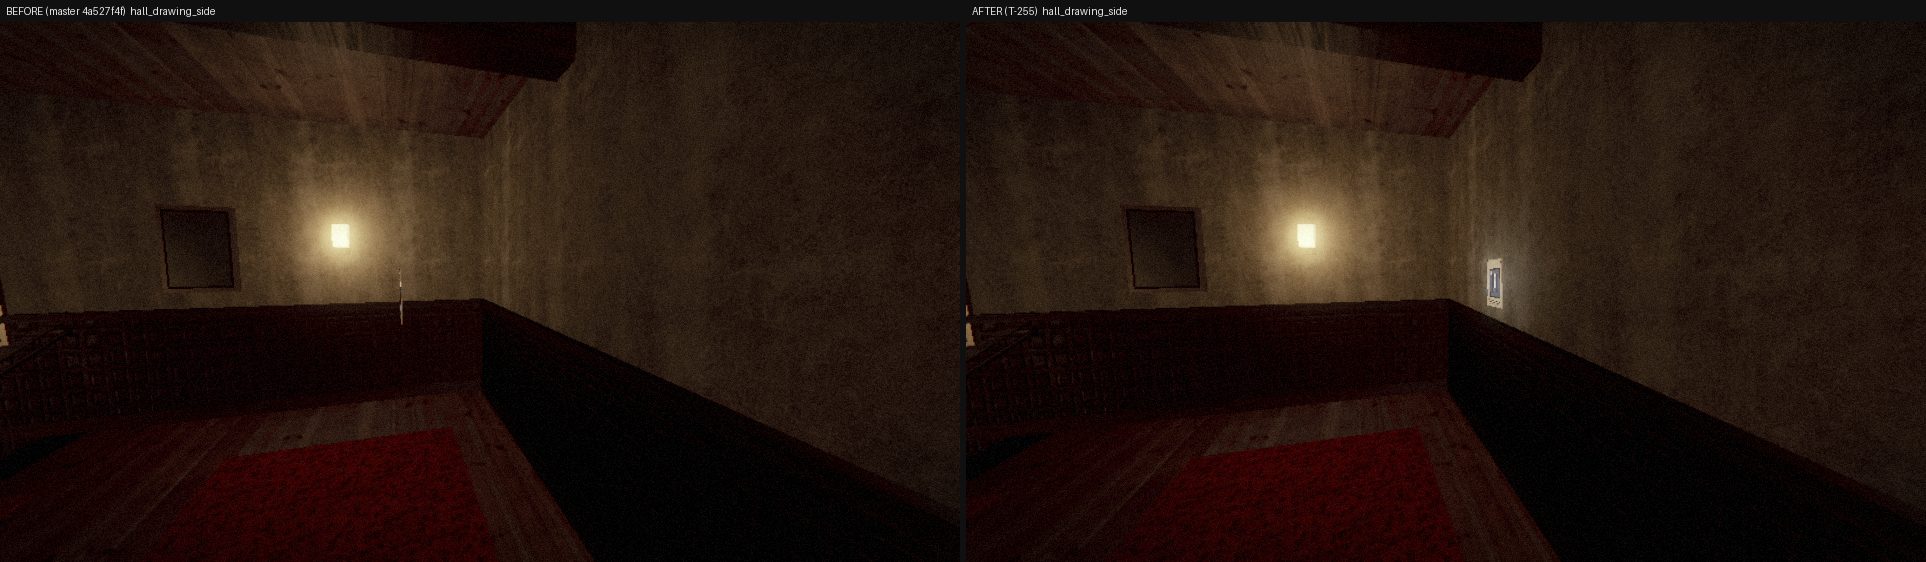 BEFORE (master 4a527f4f) hall_drawing_side
AFTER (T-255) hall_drawing_side